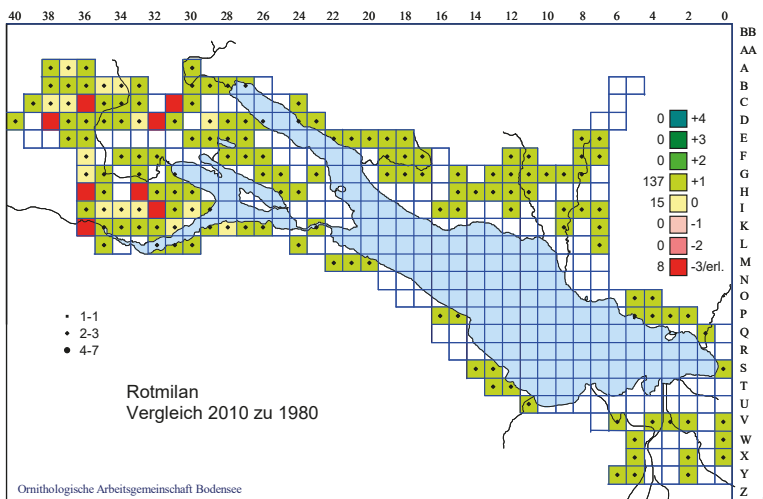 40 38 36 34 32 30 28 26 24 22 20 18 16 14 12 10 8 6 4 2 0
BB
AA
A
B
C
D
E
F
G
H
I
K
L
M
N
O
P
Q
R
S
T
U
V
W
X
Y
Z
0 +4
0 +3
0 +2
137 +1
15 0
0 -1
0 -2
8 -3/erl.
1-1
2-3
4-7
Rotmilan
Vergleich 2010 zu 1980
Ornithologische Arbeitsgemeinschaft Bodensee